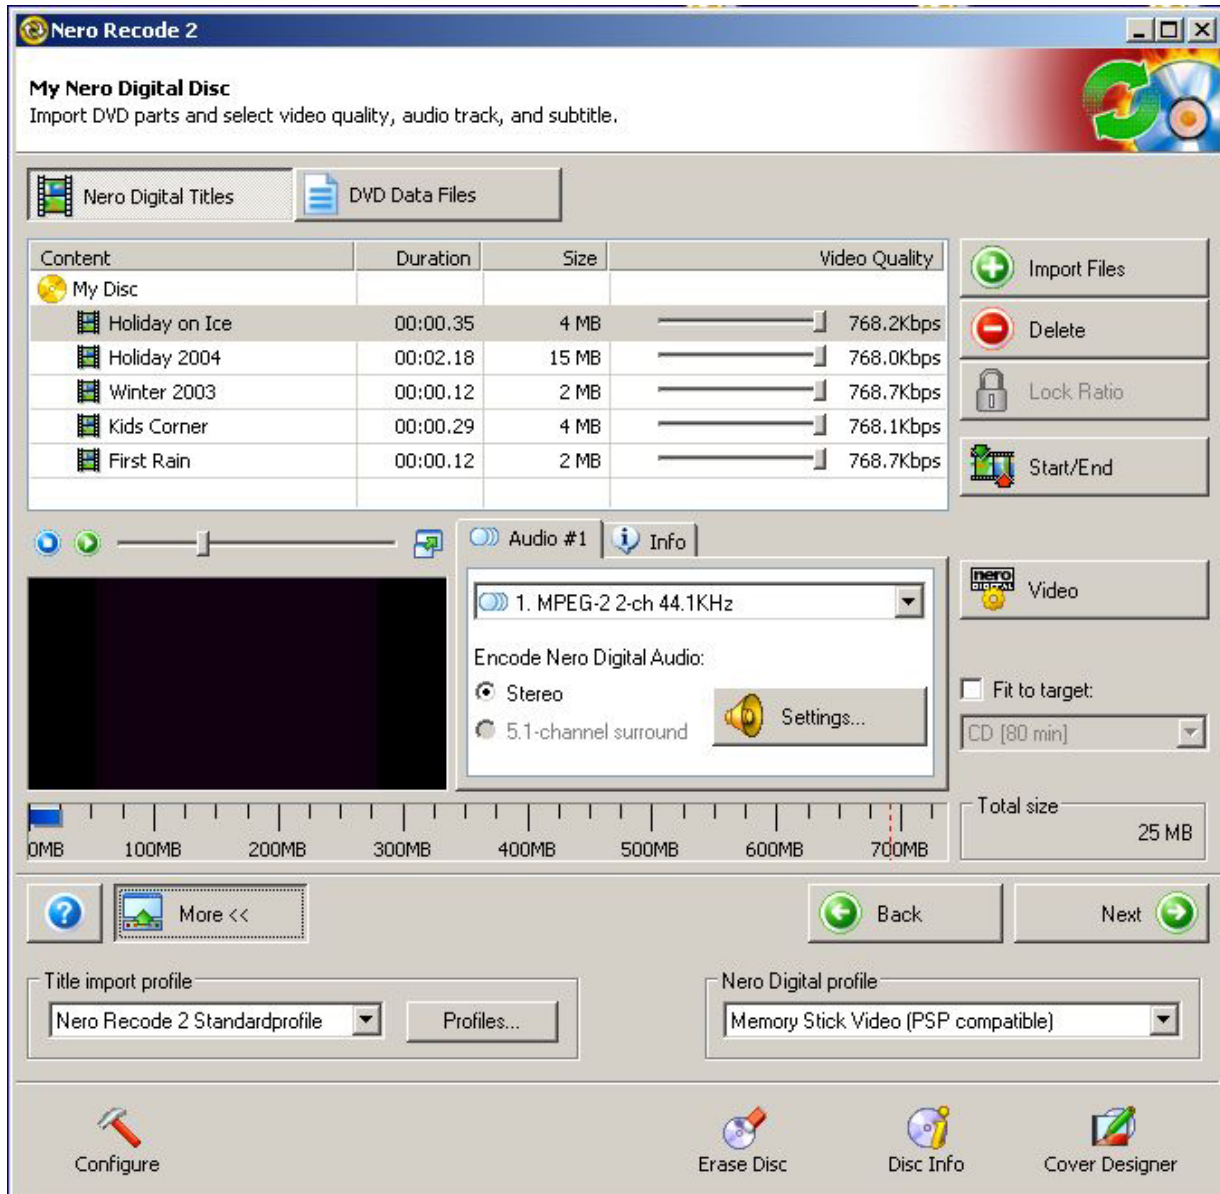 Nero Recode 2
My Nero Digital Disc
Import DVD parts and select video quality, audio track, and subtitle.
Nero Digital Titles
DVD Data Files
Content Duration Size Video Quality
My Disc
Holiday on Ice 00:00.35 4 MB 768.2Kbps
Holiday 2004 00:02.18 15 MB 768.0Kbps
Winter 2003 00:00.12 2 MB 768.7Kbps
Kids Corner 00:00.29 4 MB 768.1Kbps
First Rain 00:00.12 2 MB 768.7Kbps
Import Files
Delete
Lock Ratio
Start/End
Audio #1
Info
1. MPEG-2 2-ch 44.1KHz
Encode Nero Digital Audio:
Stereo
5.1-channel surround
Settings...
nero
DIGITAL
Video
Fit to target:
CD [80 min]
0MB 100MB 200MB 300MB 400MB 500MB 600MB 700MB
Total size
25 MB
?
More <<
Back
Next
Title import profile
Nero Recode 2 Standardprofile
Profiles...
Nero Digital profile
Memory Stick Video (PSP compatible)
Configure
Erase Disc
Disc Info
Cover Designer